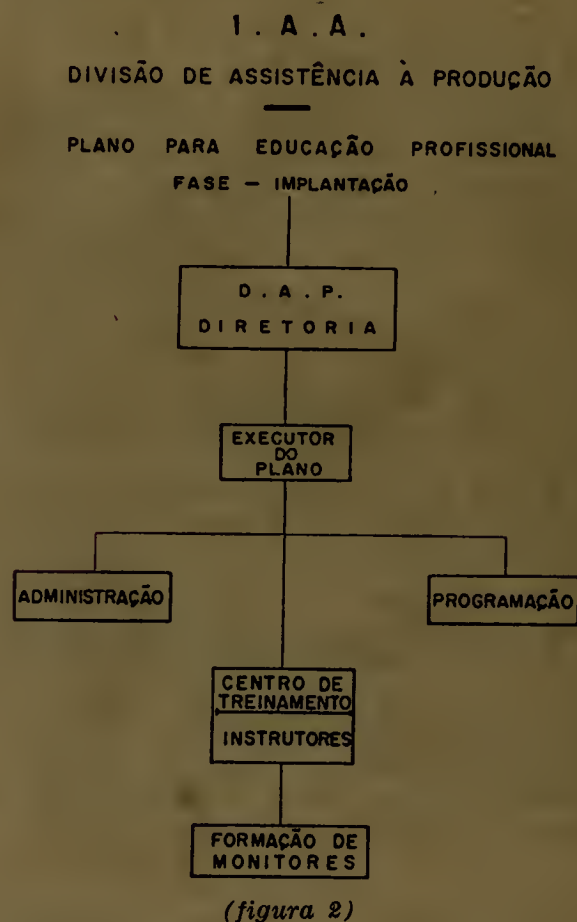 I. A. A.
DIVISÃO DE ASSISTÊNCIA À PRODUÇÃO
PLANO PARA EDUCAÇÃO PROFISSIONAL
FASE — IMPLANTAÇÃO
D. A. P.
DIRETORIA
EXECUTOR
DO
PLANO
ADMINISTRAÇÃO
PROGRAMAÇÃO
CENTRO DE
TREINAMENTO
INSTRUTORES
FORMAÇÃO DE
MONITORES
(figura 2)